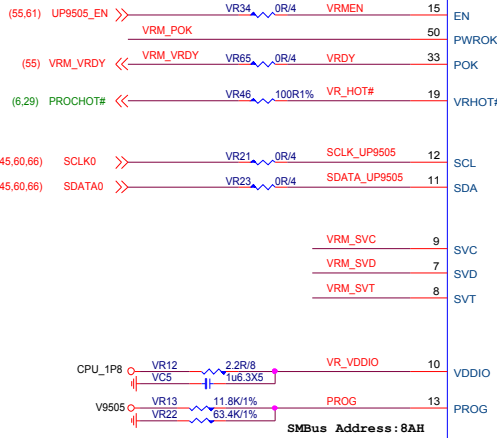 (55,61) UP9505_EN VR34 0R/4 VRMEN 15 EN
VRM_POK 50 PWROK
(55) VRM_VRDY VRM_VRDY VR65 0R/4 VRDY 33 POK
(6,29) PROCHOT# VR46 100R1% VR_HOT# 19 VRHOT#
45,60,66) SCLK0 VR21 0R/4 SCLK_UP9505 12 SCL
45,60,66) SDATA0 VR23 0R/4 SDATA_UP9505 11 SDA
VRM_SVC 9 SVC
VRM_SVD 7 SVD
VRM_SVT 8 SVT
CPU_1P8 VR12 2.2R/8 VR_VDDIO 10 VDDIO
VC5 1u6.3X5
V9505 VR13 11.8K/1% PROG 13 PROG
VR22 63.4K/1%
SMBus Address:8AH